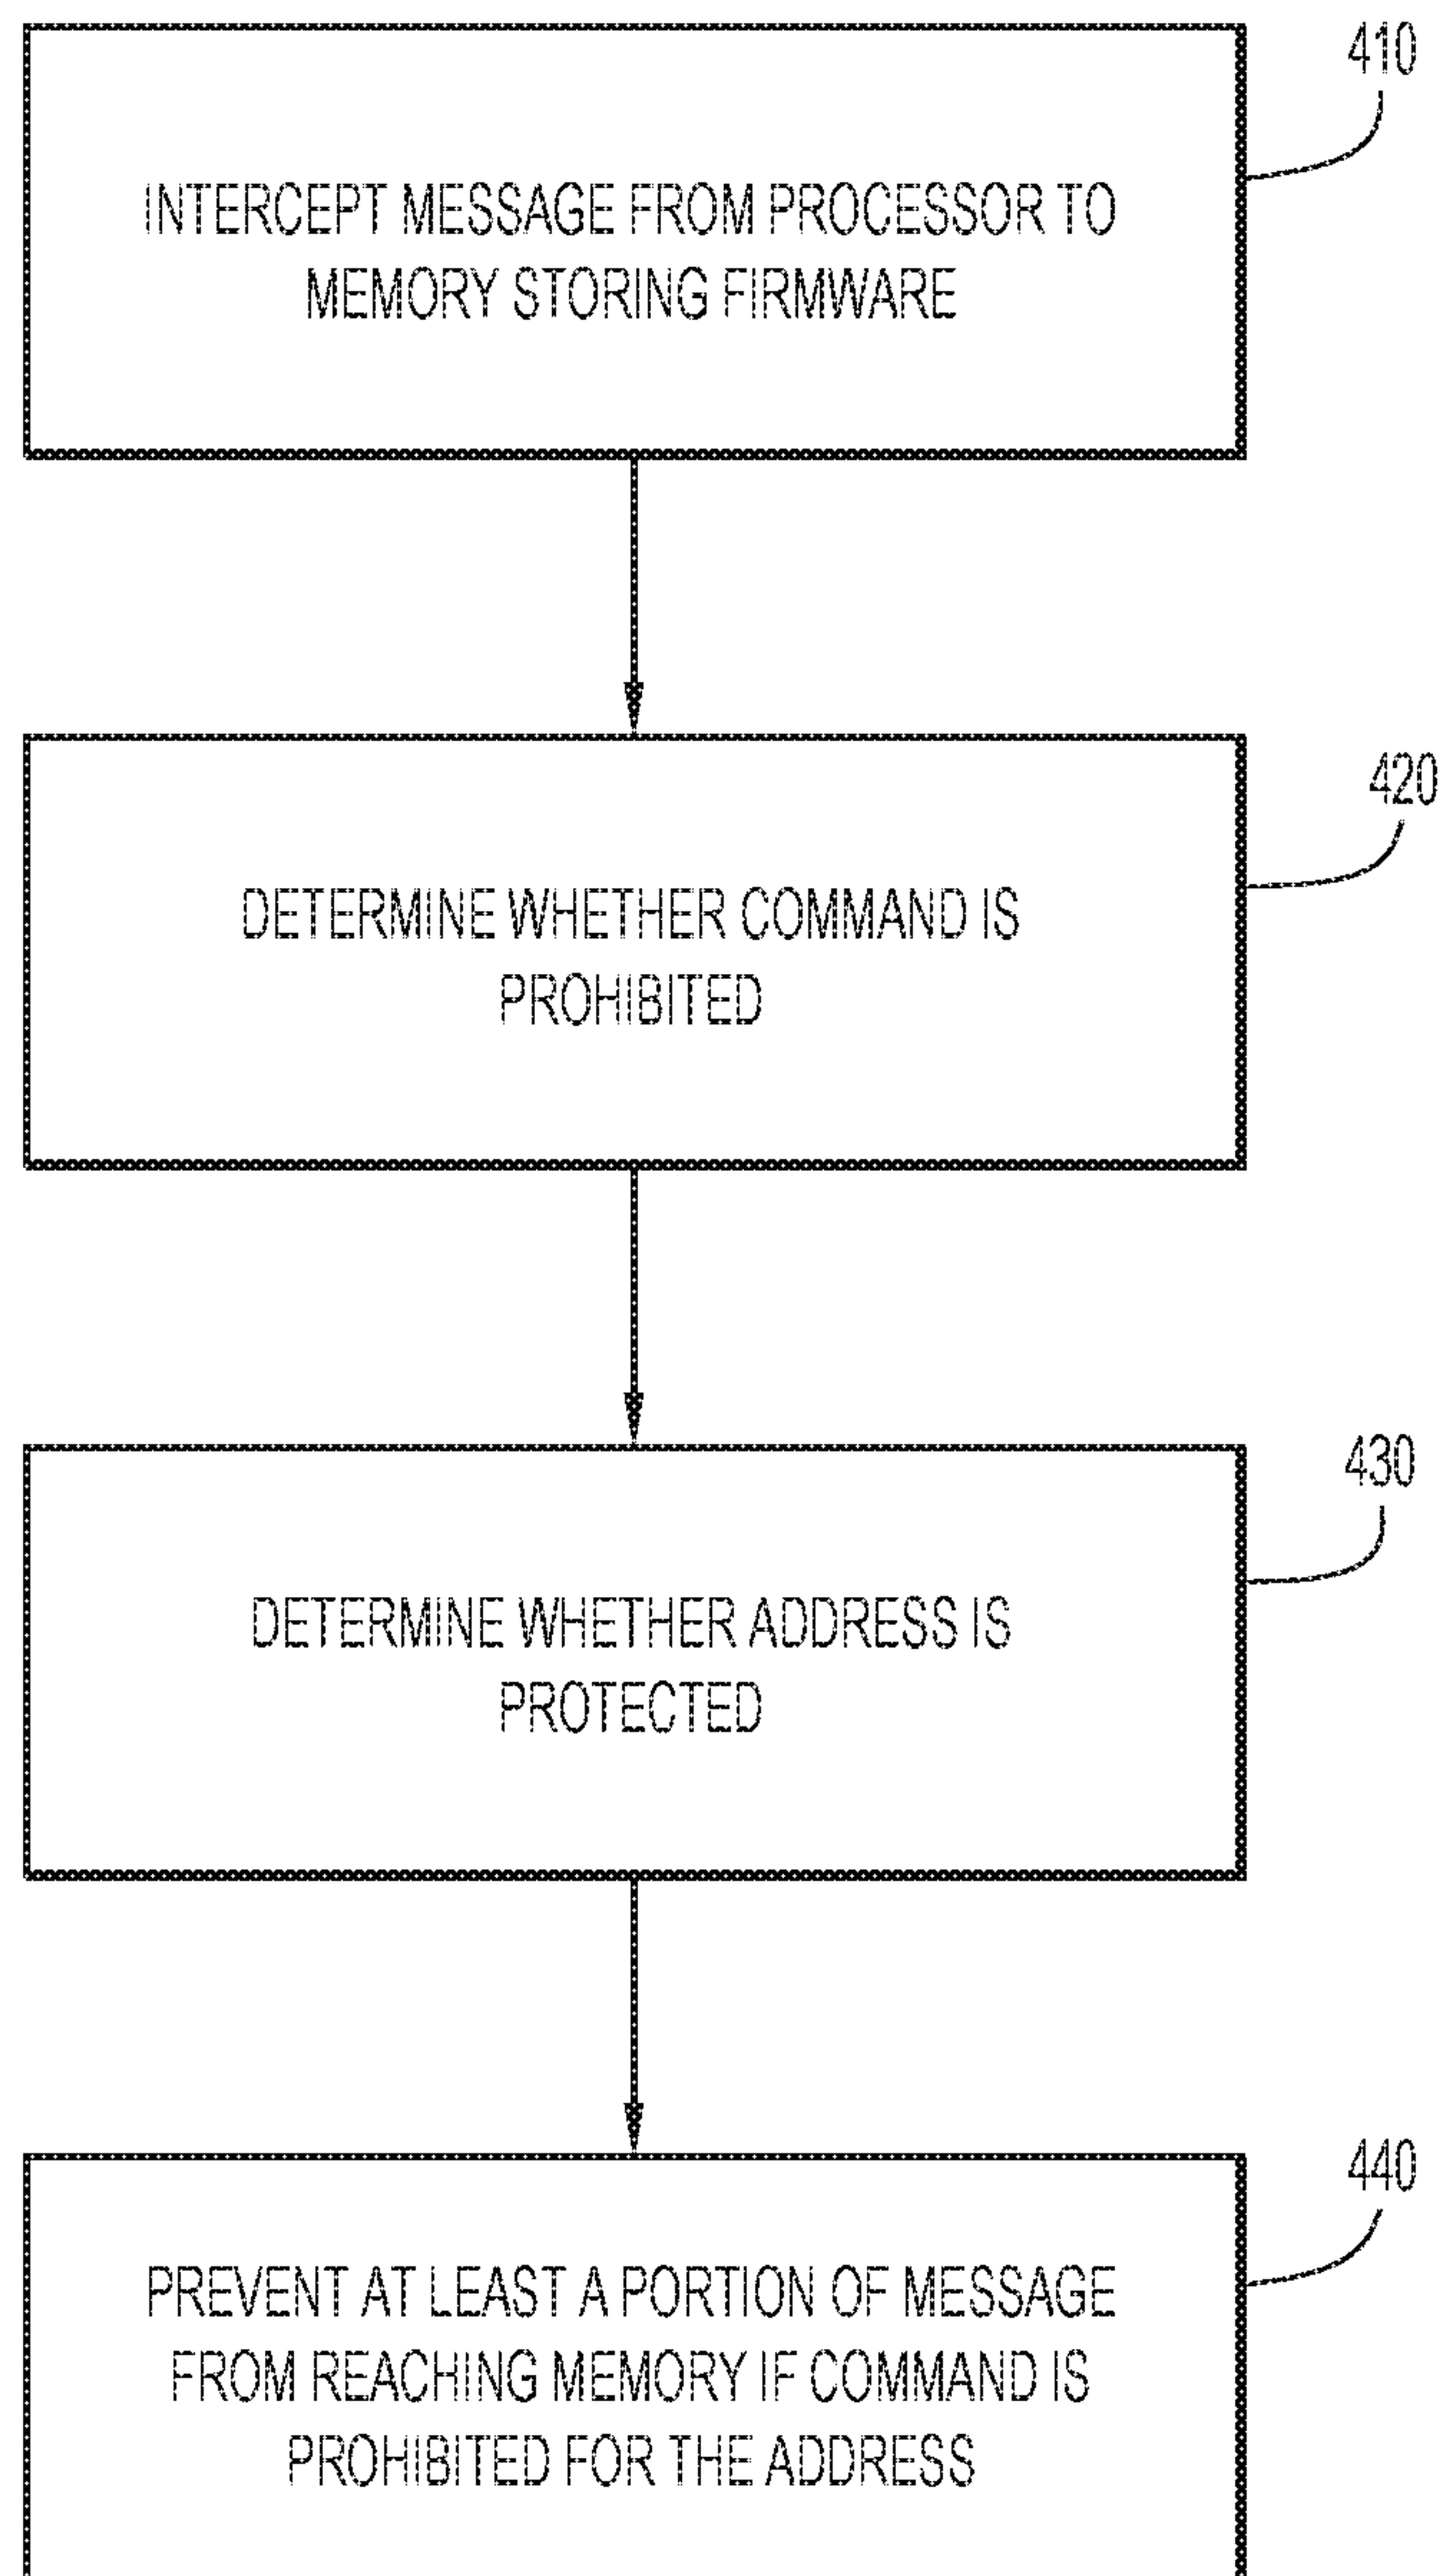 410
INTERCEPT MESSAGE FROM PROCESSOR TO
MEMORY STORING FIRMWARE
420
DETERMINE WHETHER COMMAND IS
PROHIBITED
430
DETERMINE WHETHER ADDRESS IS
PROTECTED
440
PREVENT AT LEAST A PORTION OF MESSAGE
FROM REACHING MEMORY IF COMMAND IS
PROHIBITED FOR THE ADDRESS